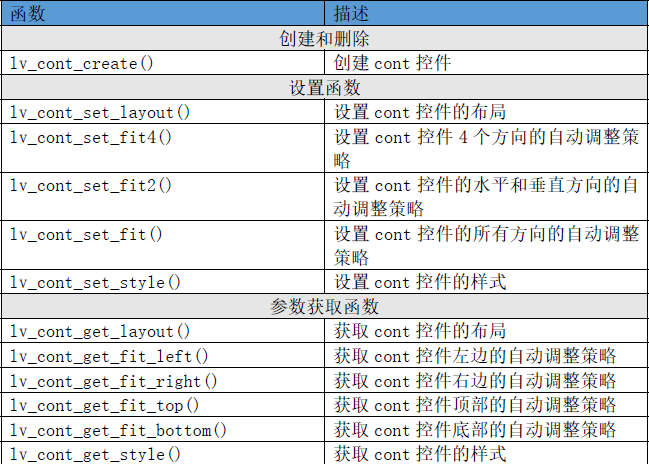 函数 描述
创建和删除
lv_cont_create() 创建 cont 控件
设置函数
lv_cont_set_layout() 设置 cont 控件的布局
lv_cont_set_fit4() 设置 cont 控件 4 个方向的自动调整策
略
lv_cont_set_fit2() 设置 cont 控件的水平和垂直方向的自
动调整策略
lv_cont_set_fit() 设置 cont 控件的所有方向的自动调整
策略
lv_cont_set_style() 设置 cont 控件的样式
参数获取函数
lv_cont_get_layout() 获取 cont 控件的布局
lv_cont_get_fit_left() 获取 cont 控件左边的自动调整策略
lv_cont_get_fit_right() 获取 cont 控件右边的自动调整策略
lv_cont_get_fit_top() 获取 cont 控件顶部的自动调整策略
lv_cont_get_fit_bottom() 获取 cont 控件底部的自动调整策略
lv_cont_get_style() 获取 cont 控件的样式